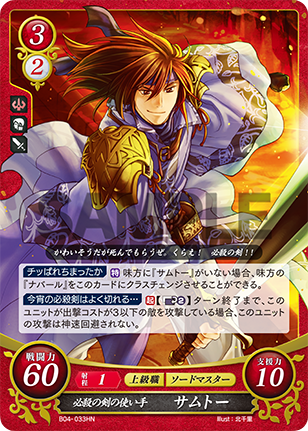 3
2
SAMPLE
かわいそうだが死んでもらうぜ。くらえ! 必殺の剣!!
チッばれちまったか 特 味方に『サムトー』がいない場合、味方の
『ナバール』をこのカードにクラスチェンジさせることができる。
今宵の必殺剣はよく切れる… 起【2】ターン終了まで、この
ユニットが出撃コストが3以下の敵を攻撃している場合、このユニット
の攻撃は神速回避されない。
戦闘力
60
射程 1
上級職
ソードマスター
支援力
10
必殺の剣の使い手 サムトー
B04-033HN
Illust:北千里